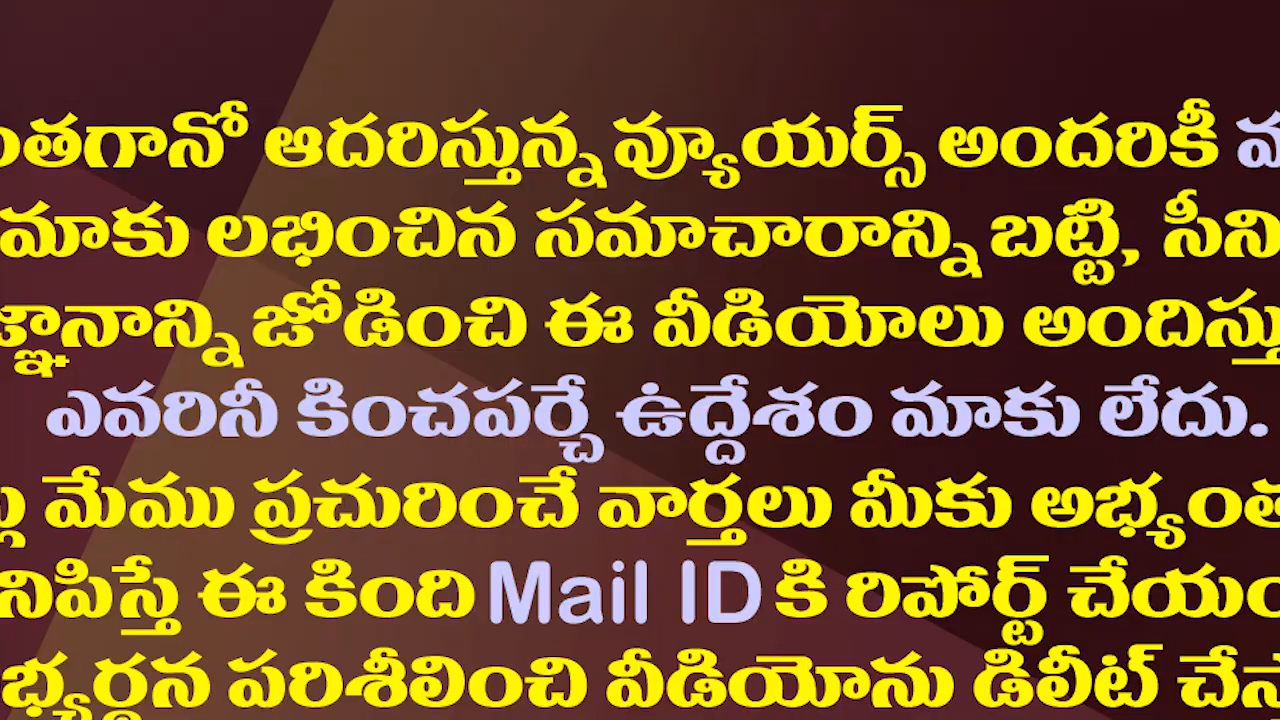 ఆదరిస్తున్న వ్యూయర్స్ అందరికీ
మాకు లభించిన సమాచారాన్ని బట్టి,
జోడించి ఈ వీడియోలు
ఎవరినీ కించపర్చే ఉద్దేశం మాకు లేదు.
మేము ప్రచురించే వార్తలు మీకు
ఈ కింది Mail ID కి రిపోర్ట్
పరిశీలించి వీడియోను డిలీట్